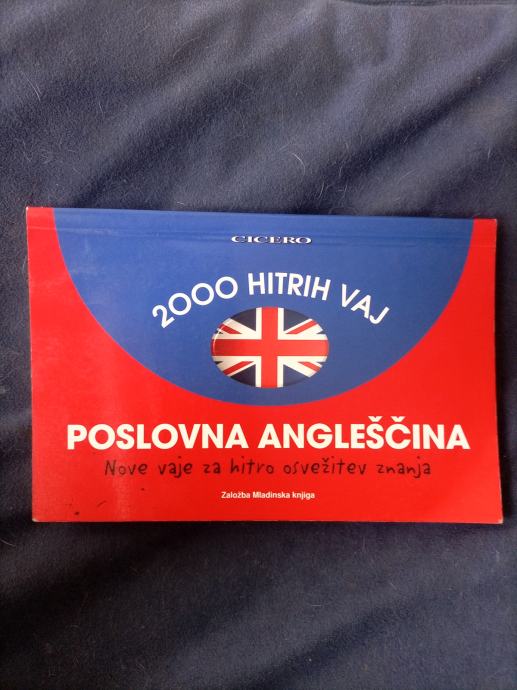 CICERO
2000 HITRIH VAJ
POSLOVNA ANGLEŠČINA
Nove vaje za hitro osvežitev znanja
Založba Mladinska knjiga